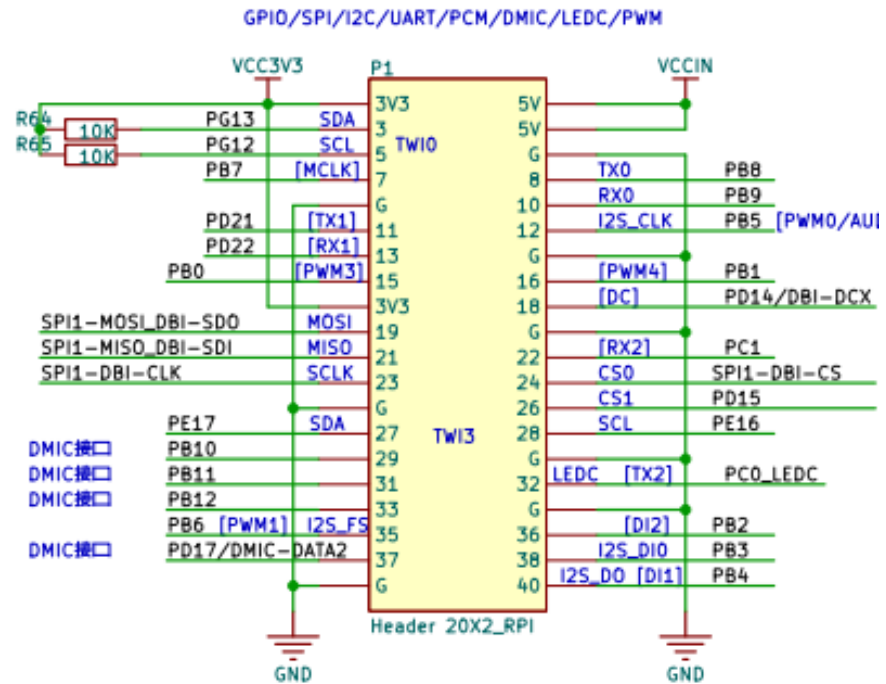 GPIO/SPI/I2C/UART/PCM/DMIC/LEDC/PWM
VCC3V3 P1 VCCIN
3V3 5V
R64 10K PG13 SDA 3 5V
R65 10K PG12 SCL 5 TWI0 G
PB7 [MCLK] 7 8 TX0 PB8
G 10 RX0 PB9
PD21 [TX1] 11 12 I2S_CLK PB5 [PWM0/AUD
PD22 [RX1] 13 G
PB0 [PWM3] 15 16 [PWM4] PB1
3V3 18 [DC] PD14/DBI-DCX
SPI1-MOSI_DBI-SDO MOSI 19 G
SPI1-MISO_DBI-SDI MISO 21 22 [RX2] PC1
SPI1-DBI-CLK SCLK 23 24 CS0 SPI1-DBI-CS
G 26 CS1 PD15
PE17 SDA 27 TWI3 28 SCL PE16
DMIC接口 PB10 29 G
DMIC接口 PB11 31 32 LEDC [TX2] PC0_LEDC
DMIC接口 PB12 33 G
PB6 [PWM1] I2S_FS 35 36 [DI2] PB2
DMIC接口 PD17/DMIC-DATA2 37 38 I2S_DI0 PB3
G 40 I2S_DO [DI1] PB4
Header 20X2_RPI
GND GND